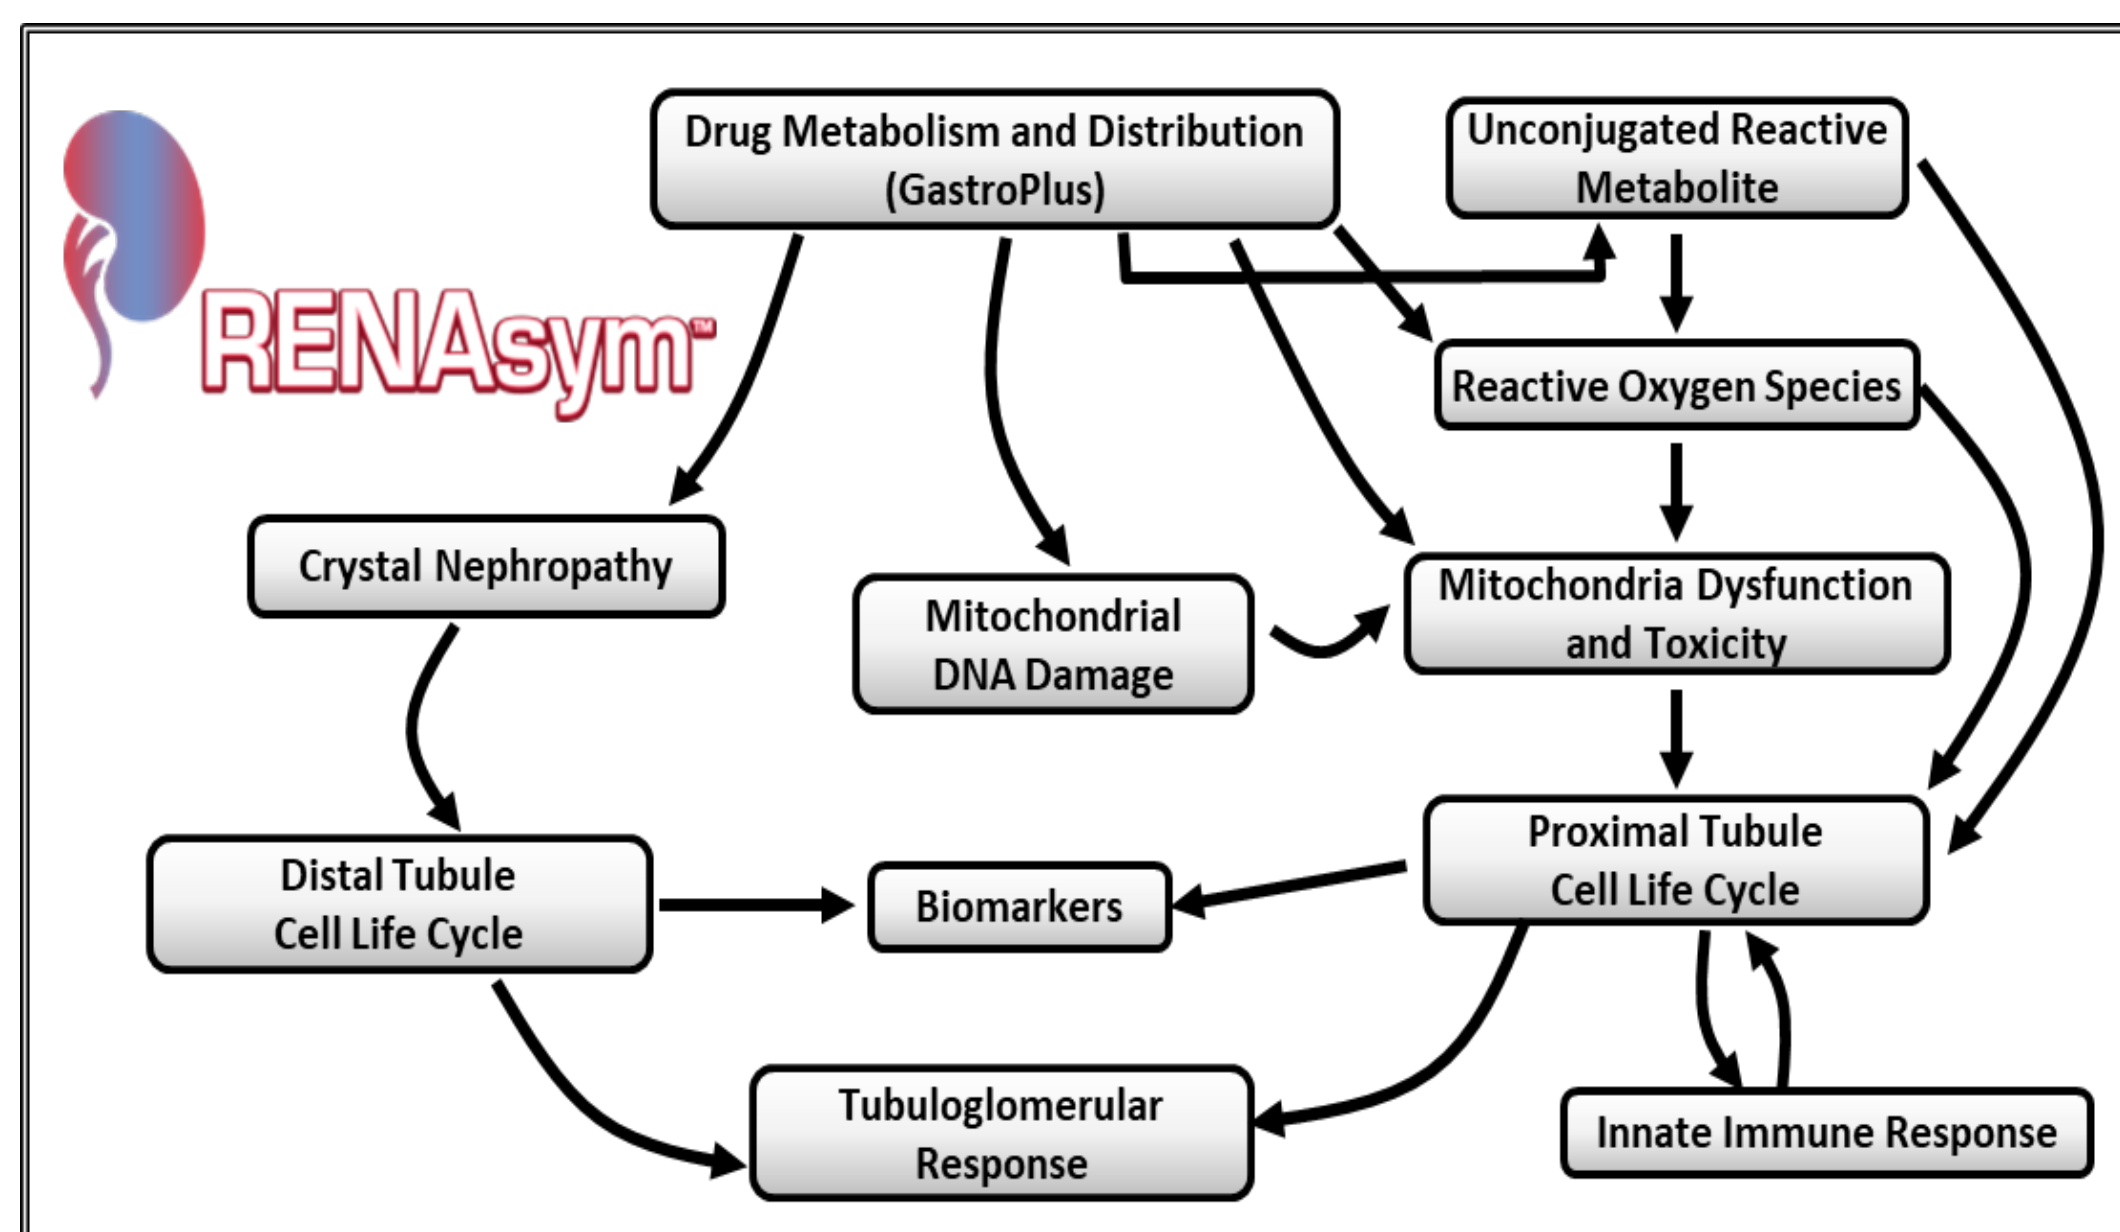 Drug Metabolism and Distribution
(GastroPlus)
Unconjugated Reactive
Metabolite
RENAsym™
Reactive Oxygen Species
Crystal Nephropathy
Mitochondrial
DNA Damage
Mitochondria Dysfunction
and Toxicity
Distal Tubule
Cell Life Cycle
Biomarkers
Proximal Tubule
Cell Life Cycle
Tubuloglomerular
Response
Innate Immune Response